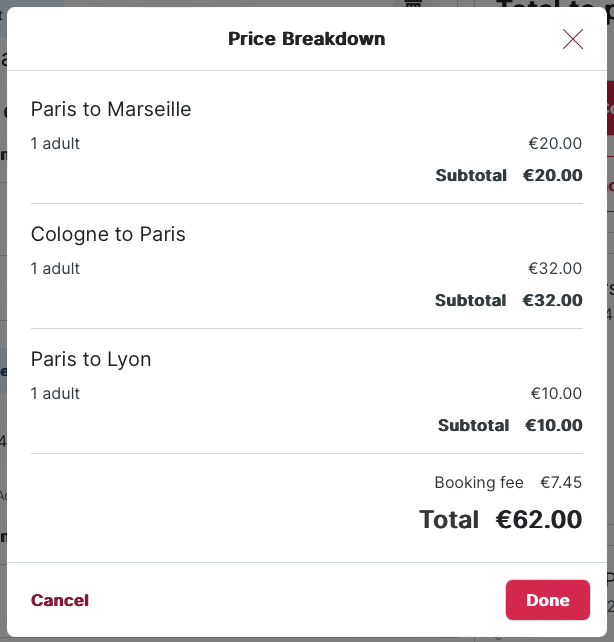 Price Breakdown
Paris to Marseille
1 adult €20.00
Subtotal €20.00
Cologne to Paris
1 adult €32.00
Subtotal €32.00
Paris to Lyon
1 adult €10.00
Subtotal €10.00
Booking fee €7.45
Total €62.00
Cancel Done